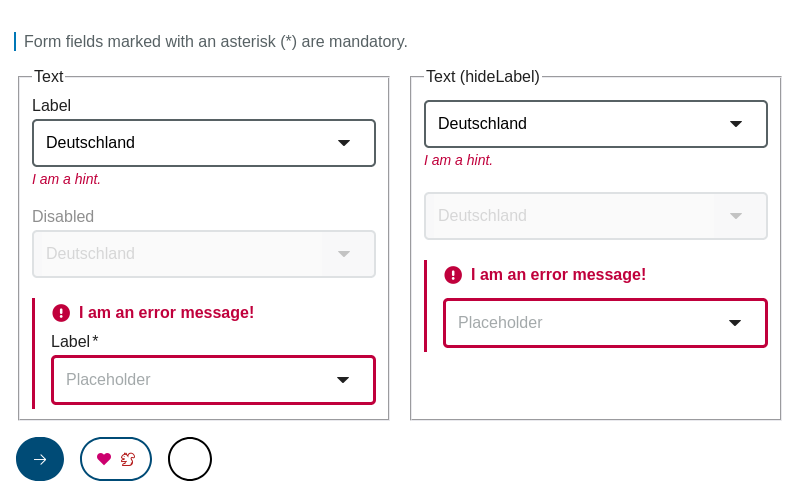 Form fields marked with an asterisk (*) are mandatory.
Text
Label
Deutschland
I am a hint.
Disabled
Deutschland
I am an error message!
Label*
Placeholder
Text (hideLabel)
Deutschland
I am a hint.
Deutschland
I am an error message!
Placeholder